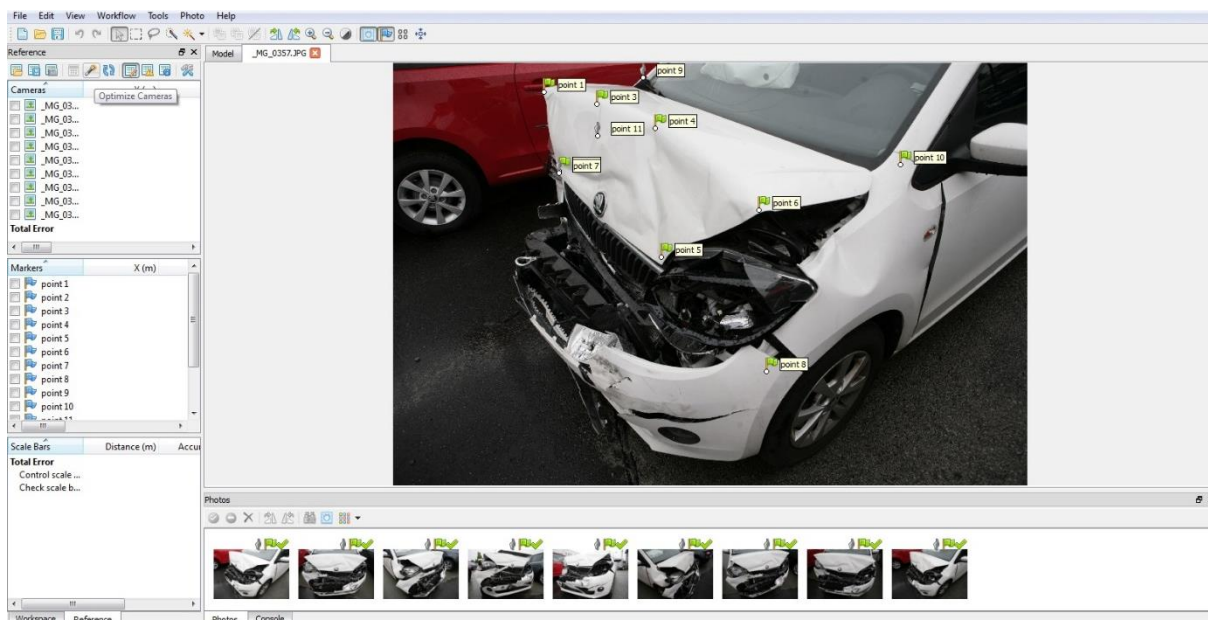 File Edit View Workflow Tools Photo Help
Reference
Model _MG_0357.JPG
Cameras
Optimize Cameras
_MG_03...
_MG_03...
_MG_03...
_MG_03...
_MG_03...
_MG_03...
_MG_03...
_MG_03...
_MG_03...
Total Error
Markers X (m)
point 1
point 2
point 3
point 4
point 5
point 6
point 7
point 8
point 9
point 10
Scale Bars Distance (m) Accu
Total Error
Control scale ...
Check scale b...
Workspace Reference
point 9
point 1
point 3
point 4
point 11
point 10
point 7
point 6
point 5
point 8
Photos
Photos Console